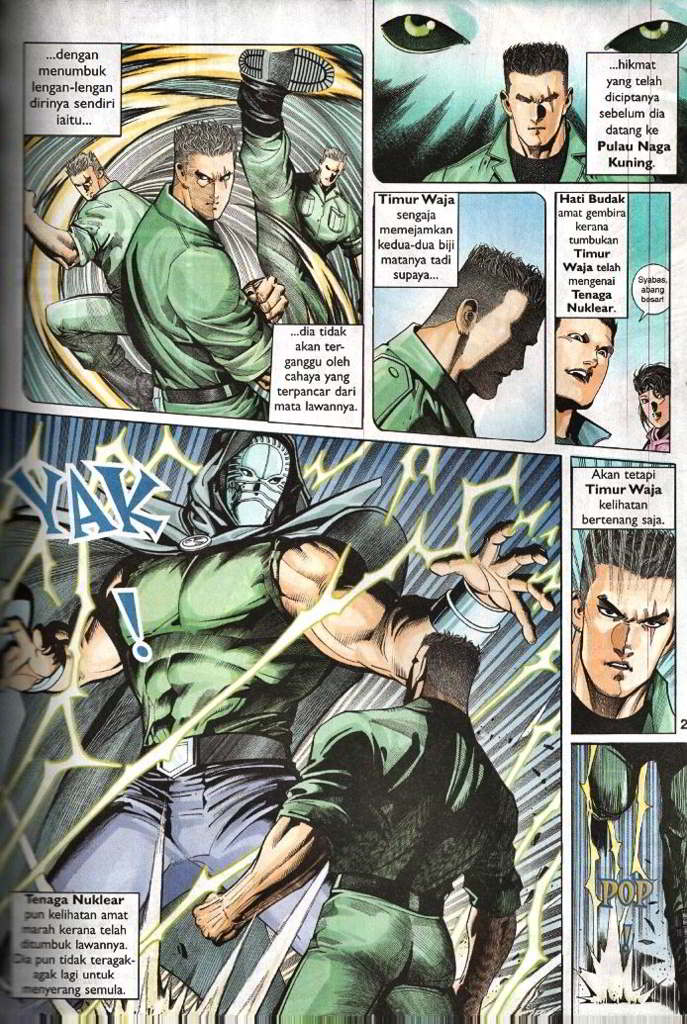 ...dengan
menumbuk
lengan-lengan
dirinya sendiri
iaitu...
...dia tidak
akan ter-
ganggu oleh
cahaya yang
terpancar dari
mata lawannya.
...hikmat
yang telah
diciptanya
sebelum dia
datang ke
Pulau Naga
Kuning.
Timur Waja
sengaja
memejamkan
kedua-dua biji
matanya tadi
supaya...
Hati Budak
amat gembira
kerana
tumbukan
Timur
Waja telah
mengenai
Tenaga
Nuklear.
Syabas,
abang
besar!
YAK
!
Tenaga Nuklear
pun kelihatan amat
marah kerana telah
ditumbuk lawannya.
Dia pun tidak teragak-
agak lagi untuk
menyerang semula.
Akan tetapi
Timur Waja
kelihatan
bertenang saja.
2
POP
!